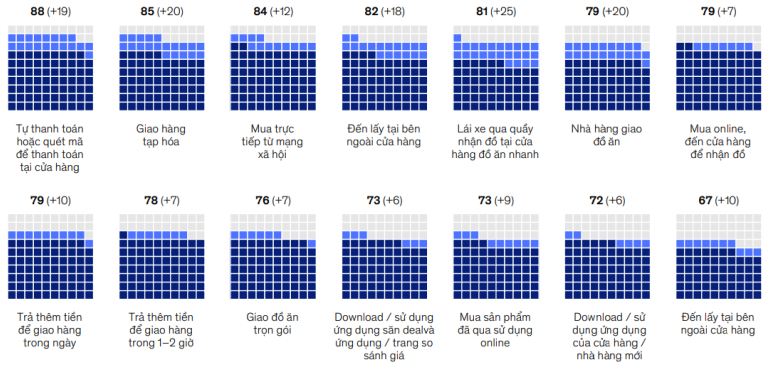 88 (+19)
85 (+20)
84 (+12)
82 (+18)
81 (+25)
79 (+20)
79 (+7)
Tự thanh toán
hoặc quét mã
để thanh toán
tại cửa hàng
Giao hàng
tạp hóa
Mua trực
tiếp từ mạng
xã hội
Đến lấy tại bên
ngoài cửa hàng
Lái xe qua quầy
nhận đồ tại cửa
hàng đồ ăn nhanh
Nhà hàng giao
đồ ăn
Mua online,
đến cửa hàng
để nhận đồ
79 (+10)
78 (+7)
76 (+7)
73 (+6)
73 (+9)
72 (+6)
67 (+10)
Trả thêm tiền
để giao hàng
trong ngày
Trả thêm tiền
để giao hàng
trong 1–2 giờ
Giao đồ ăn
trọn gói
Download / sử dụng
ứng dụng săn dealvà
ứng dụng / trang so
sánh giá
Mua sản phẩm
đã qua sử dụng
online
Download / sử
dụng ứng dụng
của cửa hàng /
nhà hàng mới
Đến lấy tại bên
ngoài cửa hàng